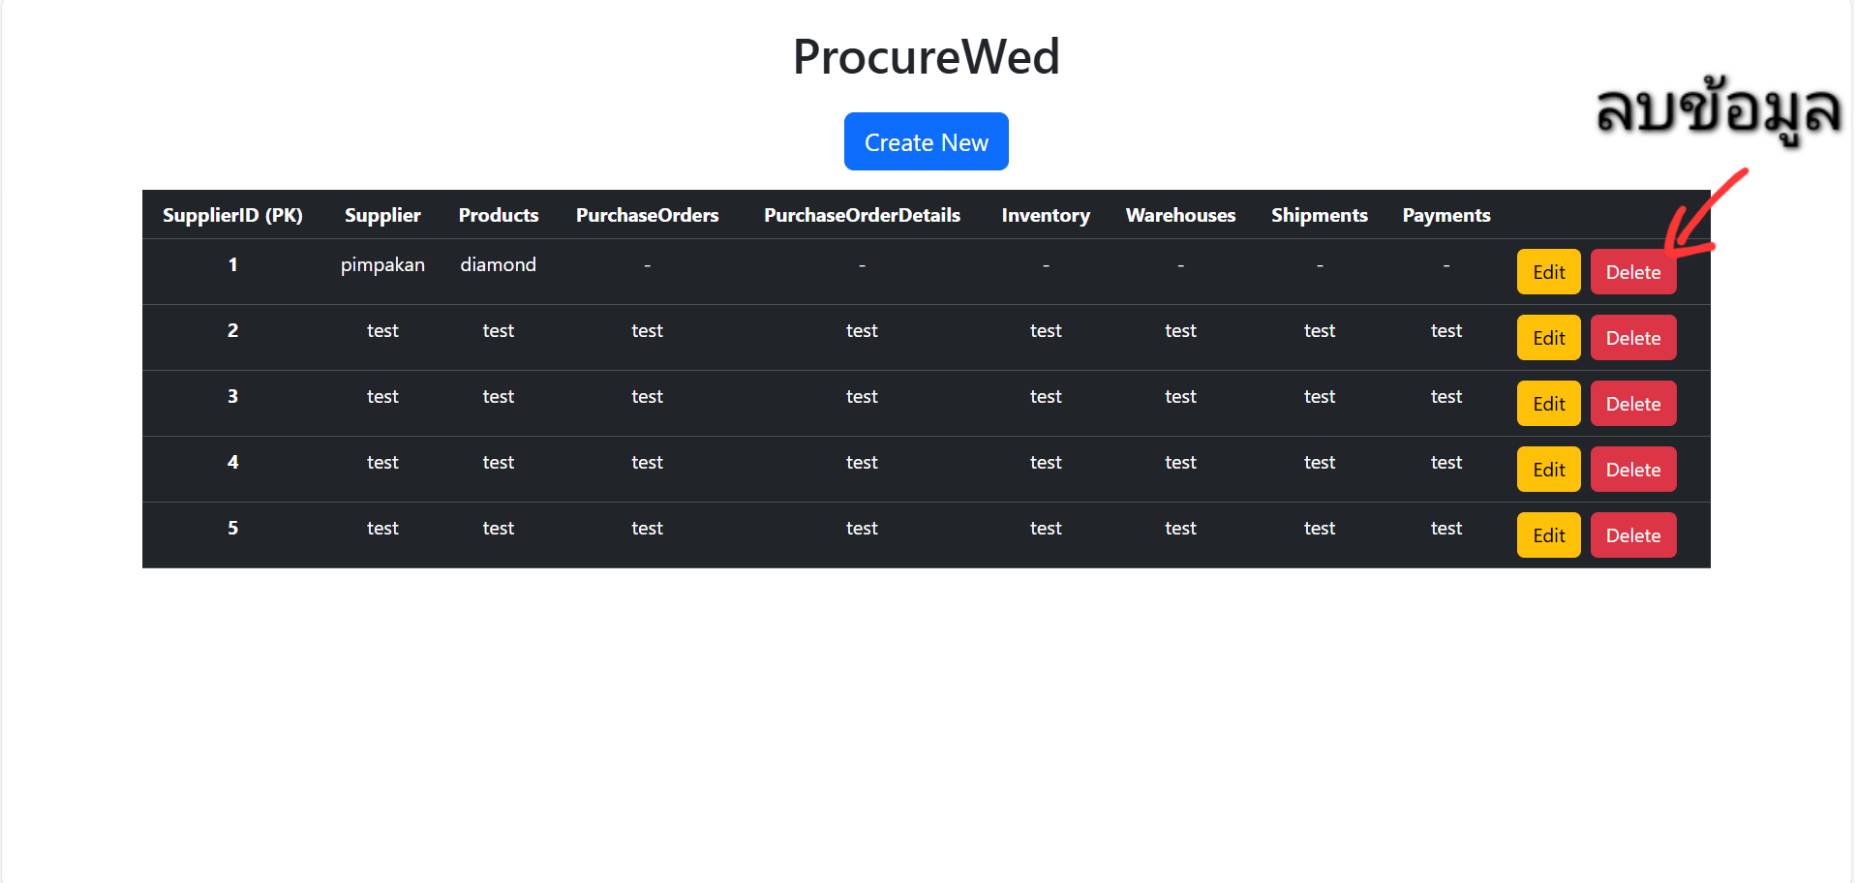 ProcureWed
ลบข้อมูล
Create New
SupplierID (PK) Supplier Products PurchaseOrders PurchaseOrderDetails Inventory Warehouses Shipments Payments
1 pimpakan diamond - - - - - - Edit Delete
2 test test test test test test test test Edit Delete
3 test test test test test test test test Edit Delete
4 test test test test test test test test Edit Delete
5 test test test test test test test test Edit Delete